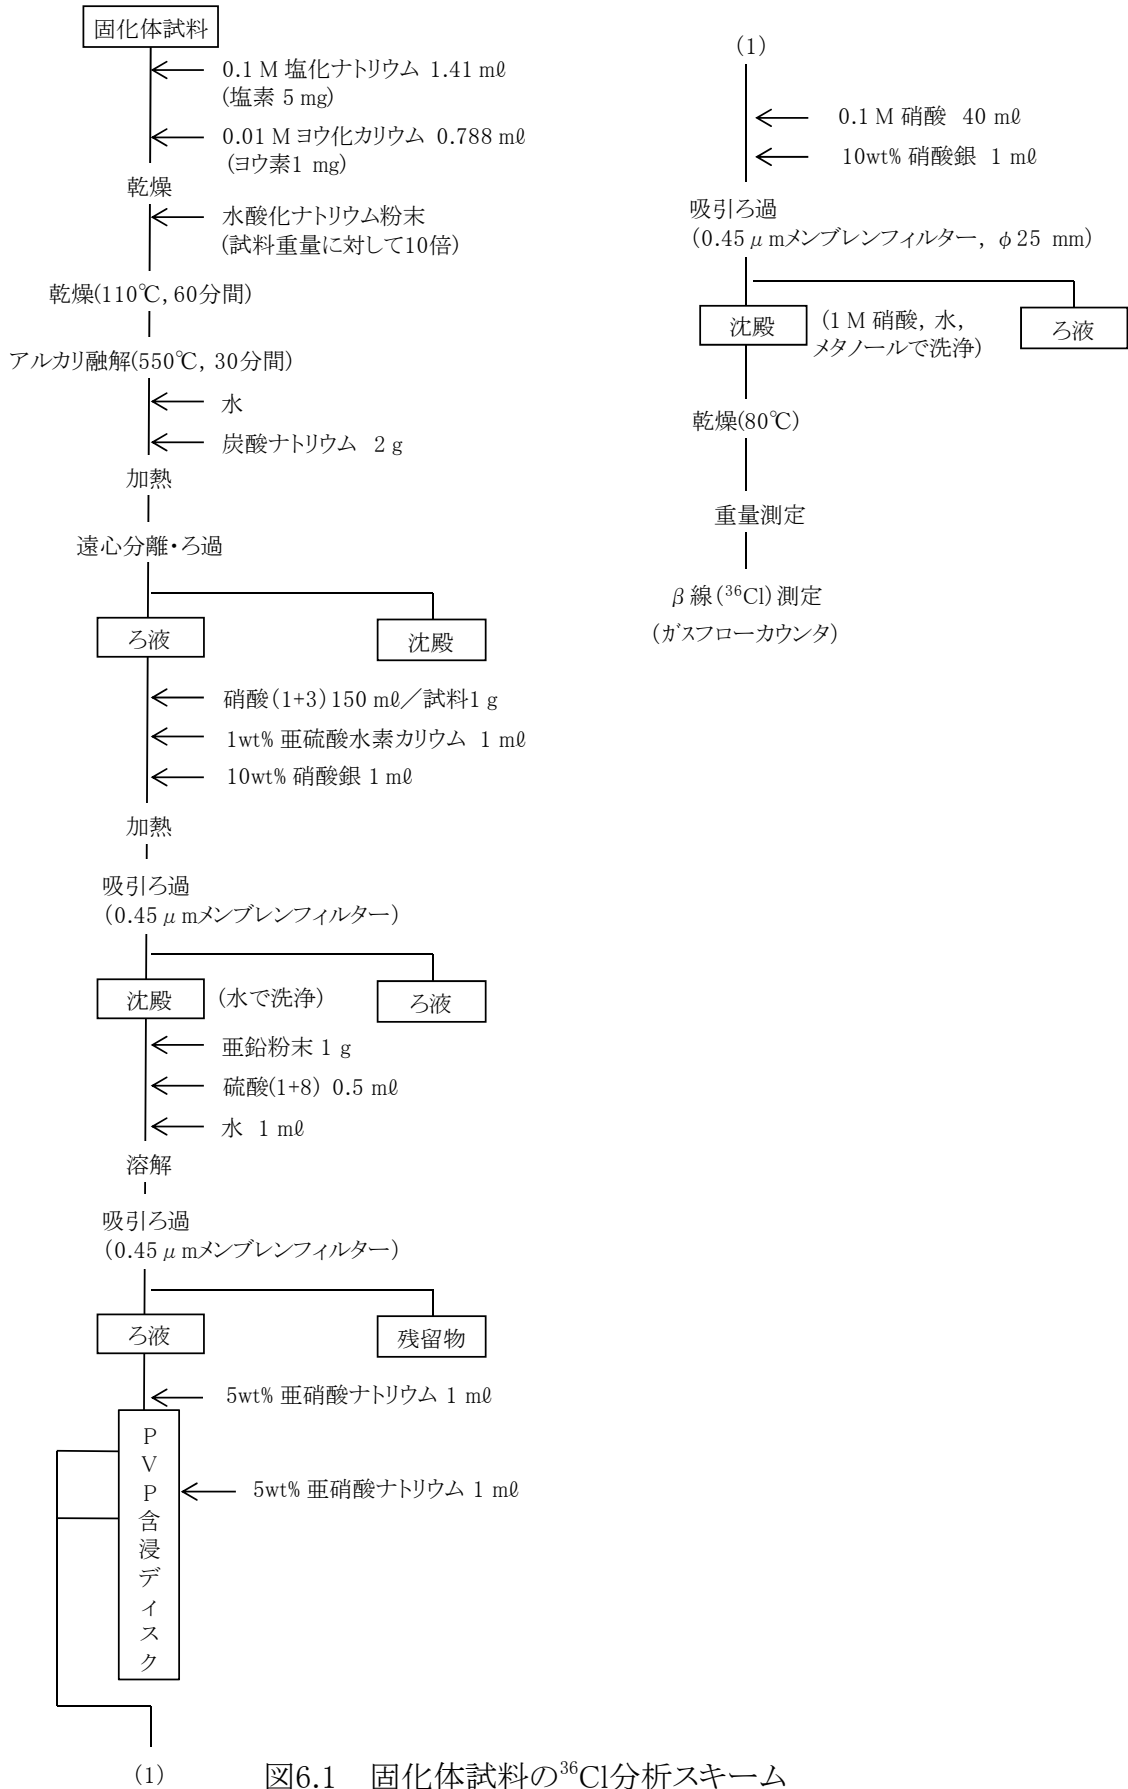 固化体試料
0.1 M 塩化ナトリウム 1.41 mℓ
(塩素 5 mg)
0.01 M ヨウ化カリウム 0.788 mℓ
(ヨウ素1 mg)
乾燥
水酸化ナトリウム粉末
(試料重量に対して10倍)
乾燥(110℃, 60分間)
アルカリ融解(550℃, 30分間)
水
炭酸ナトリウム 2 g
加熱
遠心分離・ろ過
ろ液
沈殿
硝酸(1+3)150 mℓ／試料1 g
1wt% 亜硫酸水素カリウム 1 mℓ
10wt% 硝酸銀 1 mℓ
加熱
吸引ろ過
(0.45 μmメンブレンフィルター)
沈殿
(水で洗浄)
ろ液
亜鉛粉末 1 g
硫酸(1+8) 0.5 mℓ
水 1 mℓ
溶解
吸引ろ過
(0.45 μmメンブレンフィルター)
ろ液
残留物
5wt% 亜硝酸ナトリウム 1 mℓ
PVP含浸ディスク
5wt% 亜硝酸ナトリウム 1 mℓ
(1)
(1)
0.1 M 硝酸 40 mℓ
10wt% 硝酸銀 1 mℓ
吸引ろ過
(0.45 μmメンブレンフィルター, φ25 mm)
沈殿
(1 M 硝酸, 水,
メタノールで洗浄)
ろ液
乾燥(80℃)
重量測定
β線(³⁶Cl)測定
(ガスフローカウンタ)
図6.1 固化体試料の³⁶Cl分析スキーム